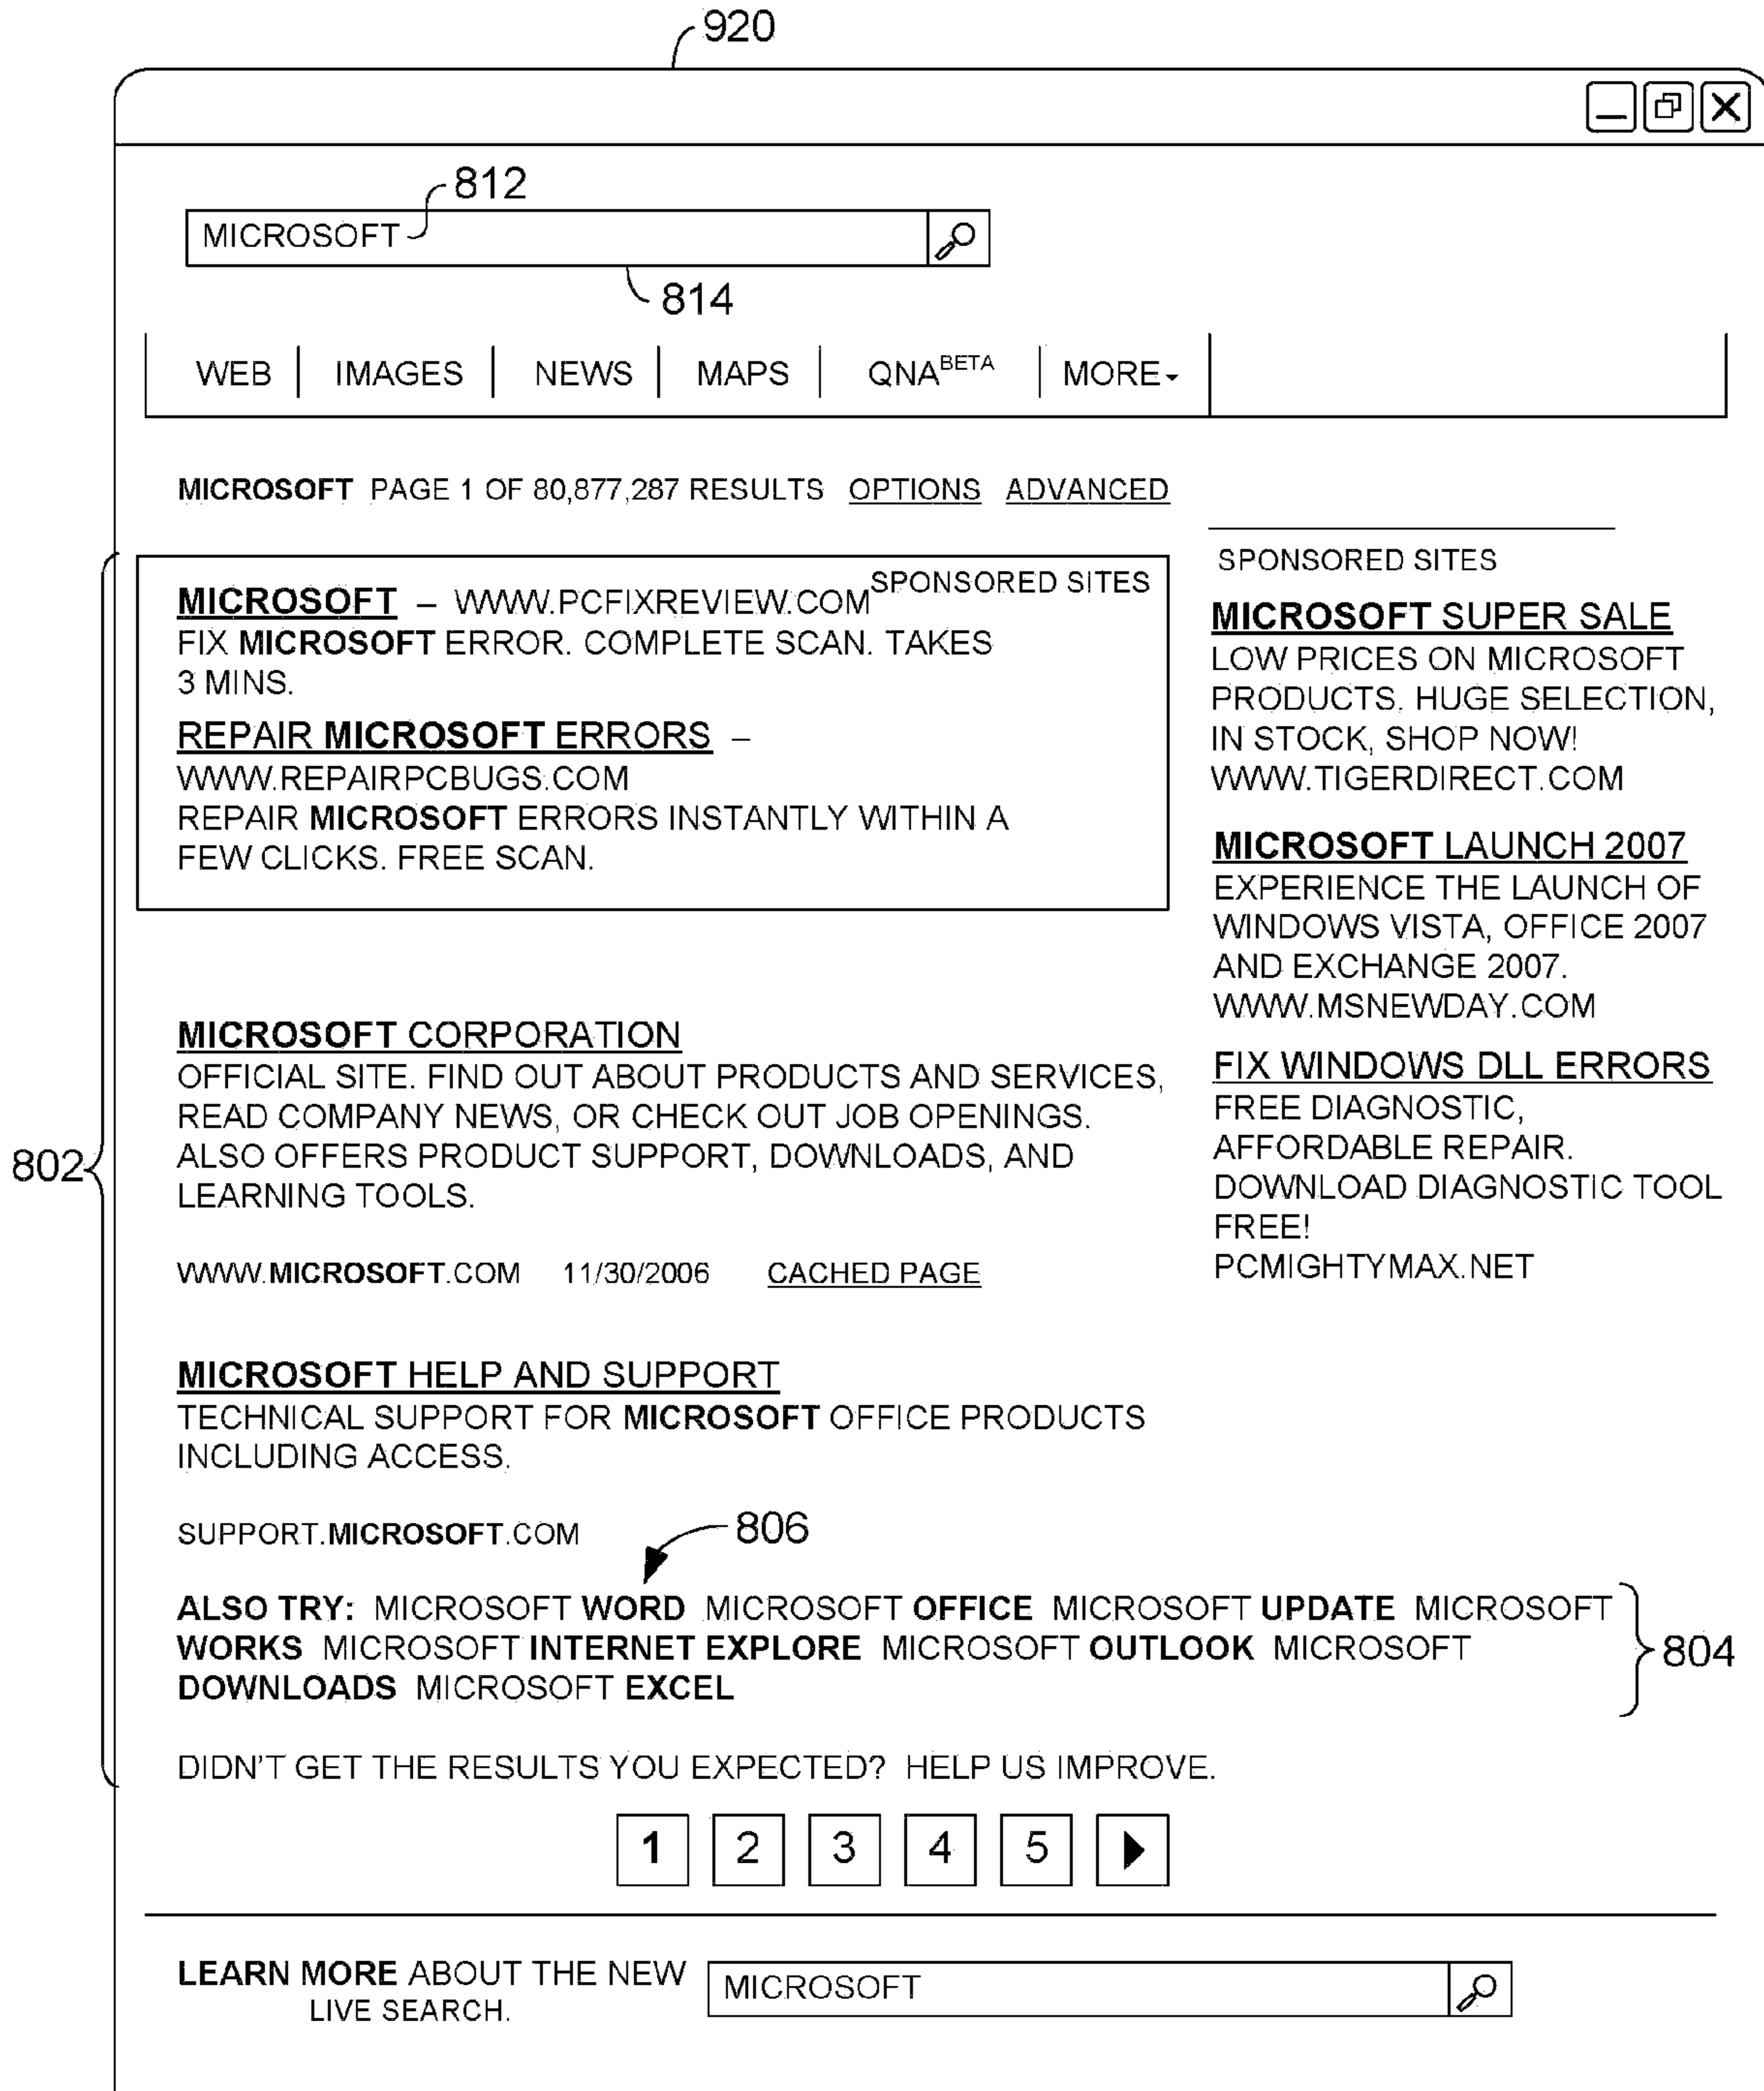 920
812
MICROSOFT
814
WEB IMAGES NEWS MAPS QNABETA MORE
MICROSOFT PAGE 1 OF 80,877,287 RESULTS OPTIONS ADVANCED
802
SPONSORED SITES
MICROSOFT – WWW.PCFIXREVIEW.COM
FIX MICROSOFT ERROR. COMPLETE SCAN. TAKES
3 MINS.
REPAIR MICROSOFT ERRORS –
WWW.REPAIRPCBUGS.COM
REPAIR MICROSOFT ERRORS INSTANTLY WITHIN A
FEW CLICKS. FREE SCAN.
MICROSOFT CORPORATION
OFFICIAL SITE. FIND OUT ABOUT PRODUCTS AND SERVICES,
READ COMPANY NEWS, OR CHECK OUT JOB OPENINGS.
ALSO OFFERS PRODUCT SUPPORT, DOWNLOADS, AND
LEARNING TOOLS.
WWW.MICROSOFT.COM 11/30/2006 CACHED PAGE
MICROSOFT HELP AND SUPPORT
TECHNICAL SUPPORT FOR MICROSOFT OFFICE PRODUCTS
INCLUDING ACCESS.
SUPPORT.MICROSOFT.COM
SPONSORED SITES
MICROSOFT SUPER SALE
LOW PRICES ON MICROSOFT
PRODUCTS. HUGE SELECTION,
IN STOCK, SHOP NOW!
WWW.TIGERDIRECT.COM
MICROSOFT LAUNCH 2007
EXPERIENCE THE LAUNCH OF
WINDOWS VISTA, OFFICE 2007
AND EXCHANGE 2007.
WWW.MSNEWDAY.COM
FIX WINDOWS DLL ERRORS
FREE DIAGNOSTIC,
AFFORDABLE REPAIR.
DOWNLOAD DIAGNOSTIC TOOL
FREE!
PCMIGHTYMAX.NET
806
ALSO TRY: MICROSOFT WORD MICROSOFT OFFICE MICROSOFT UPDATE MICROSOFT
WORKS MICROSOFT INTERNET EXPLORE MICROSOFT OUTLOOK MICROSOFT
DOWNLOADS MICROSOFT EXCEL
804
DIDN'T GET THE RESULTS YOU EXPECTED? HELP US IMPROVE.
1 2 3 4 5
LEARN MORE ABOUT THE NEW
LIVE SEARCH.
MICROSOFT